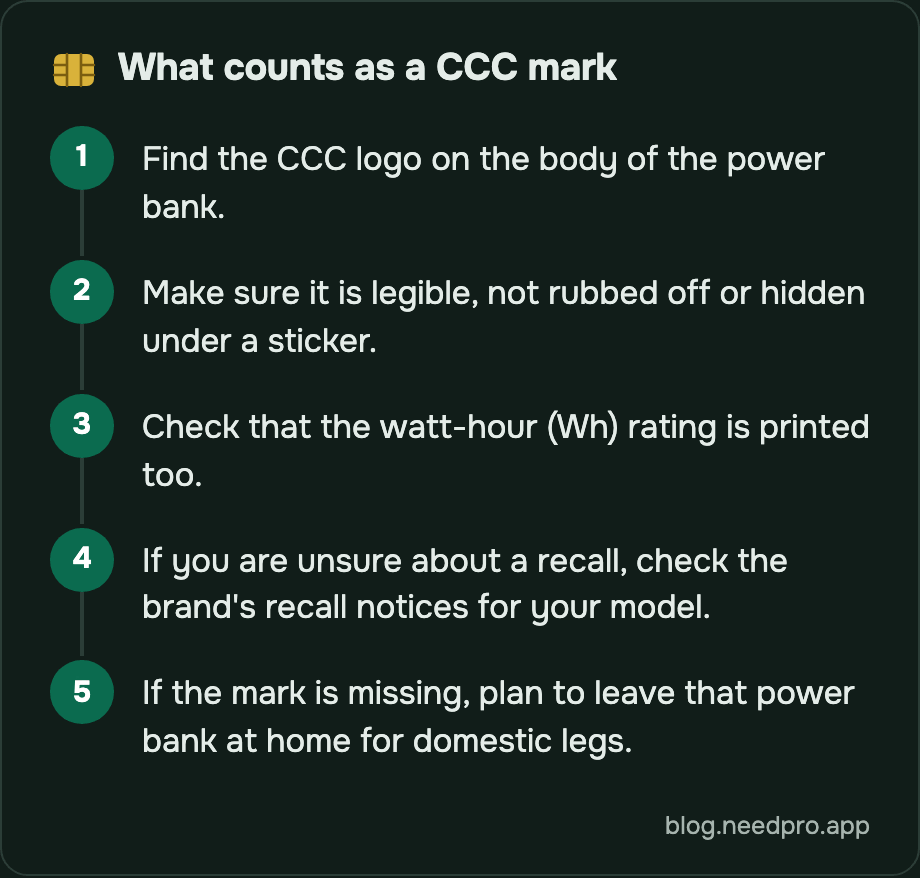 What counts as a CCC mark
1
Find the CCC logo on the body of the power
bank.
2
Make sure it is legible, not rubbed off or hidden
under a sticker.
3
Check that the watt-hour (Wh) rating is printed
too.
4
If you are unsure about a recall, check the
brand's recall notices for your model.
5
If the mark is missing, plan to leave that power
bank at home for domestic legs.
blog.needpro.app